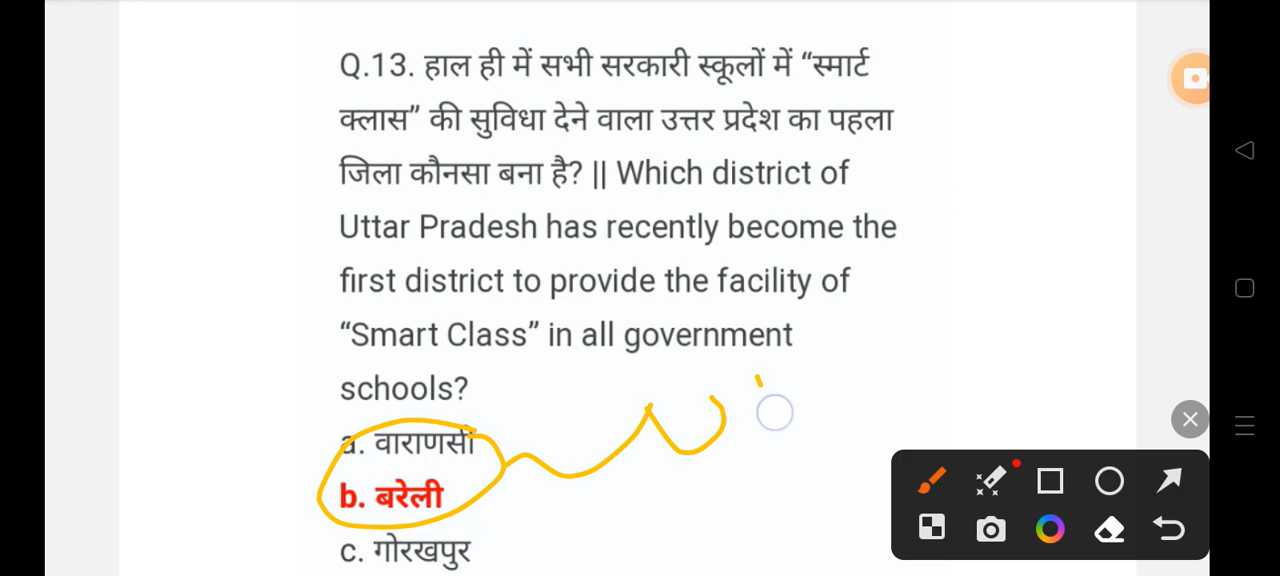 Q.13. हाल ही में सभी सरकारी स्कूलों में “स्मार्ट
क्लास” की सुविधा देने वाला उत्तर प्रदेश का पहला
जिला कौनसा बना है? || Which district of
Uttar Pradesh has recently become the
first district to provide the facility of
“Smart Class” in all government
schools?
a. वाराणसी
b. बरेली
c. गोरखपुर